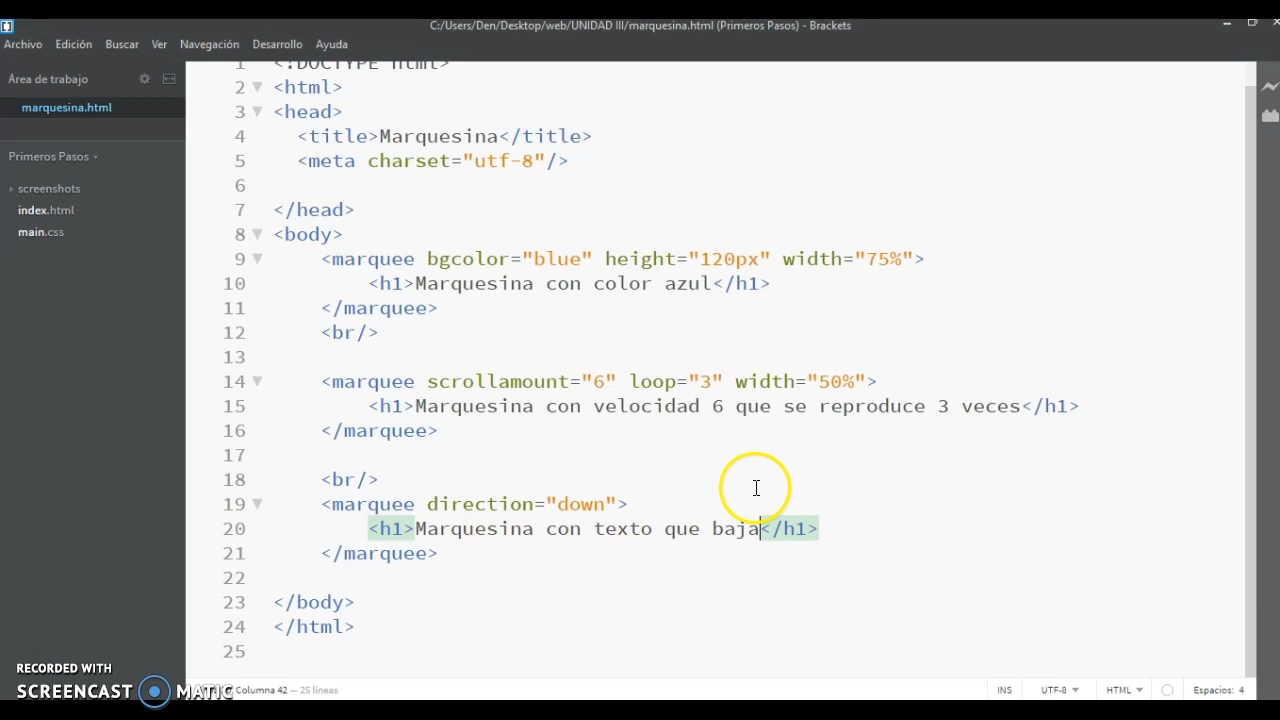 C:/Users/Den/Desktop/web/UNIDAD III/marquesina.html (Primeros Pasos) - Brackets
Archivo Edición Buscar Ver Navegación Desarrollo Ayuda
Área de trabajo
marquesina.html
Primeros Pasos
screenshots
index.html
main.css
1 <!DOCTYPE html>
2 <html>
3 <head>
4 <title>Marquesina</title>
5 <meta charset="utf-8"/>
6
7 </head>
8 <body>
9 <marquee bgcolor="blue" height="120px" width="75%">
10 <h1>Marquesina con color azul</h1>
11 </marquee>
12 <br/>
13
14 <marquee scrollamount="6" loop="3" width="50%">
15 <h1>Marquesina con velocidad 6 que se reproduce 3 veces</h1>
16 </marquee>
17
18 <br/>
19 <marquee direction="down">
20 <h1>Marquesina con texto que baja</h1>
21 </marquee>
22
23 </body>
24 </html>
25
RECORDED WITH
SCREENCAST MATIC
Columna 42 — 25 líneas
INS UTF-8 HTML Espacios: 4